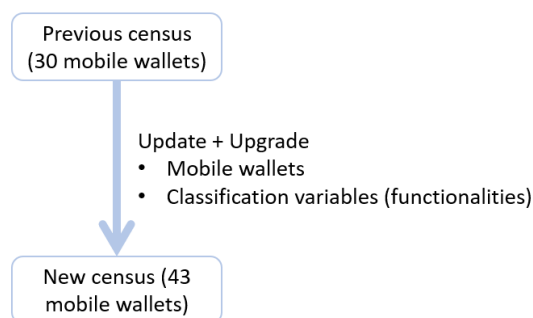 Previous census
(30 mobile wallets)
Update + Upgrade
• Mobile wallets
• Classification variables (functionalities)
New census (43
mobile wallets)